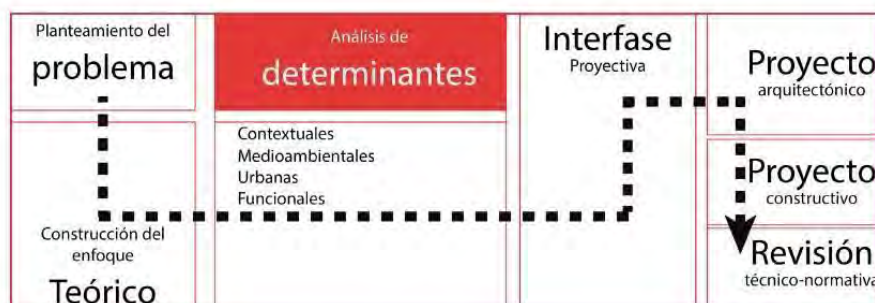 Planteamiento del
problema
Construcción del
enfoque
Teórico
Análisis de
determinantes
Contextuales
Medioambientales
Urbanas
Funcionales
Interfase
Proyectiva
Proyecto
arquitectónico
Proyecto
constructivo
Revisión
técnico-normativa